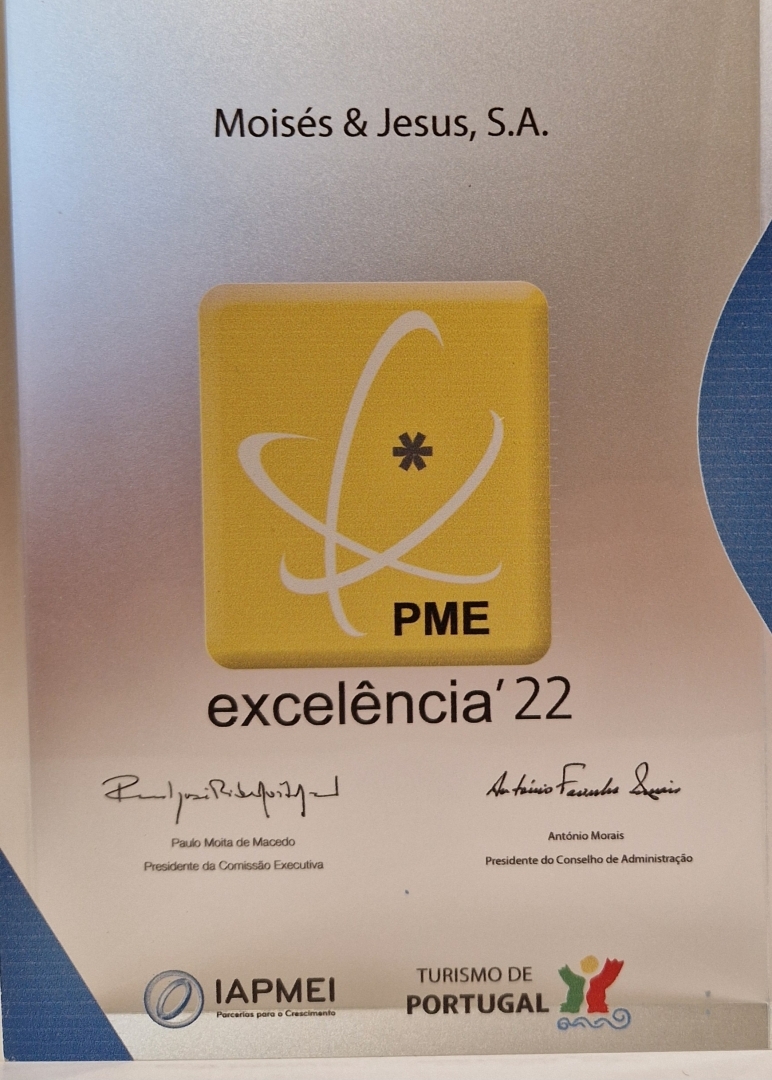 Moisés & Jesus, S.A.
*
PME
excelência'22
António
Paulo Moita de Macedo
António Morais
Presidente da Comissão Executiva
Presidente do Conselho de Administração
IAPMEI
Parcerias para o Crescimento
TURISMO DE
PORTUGAL